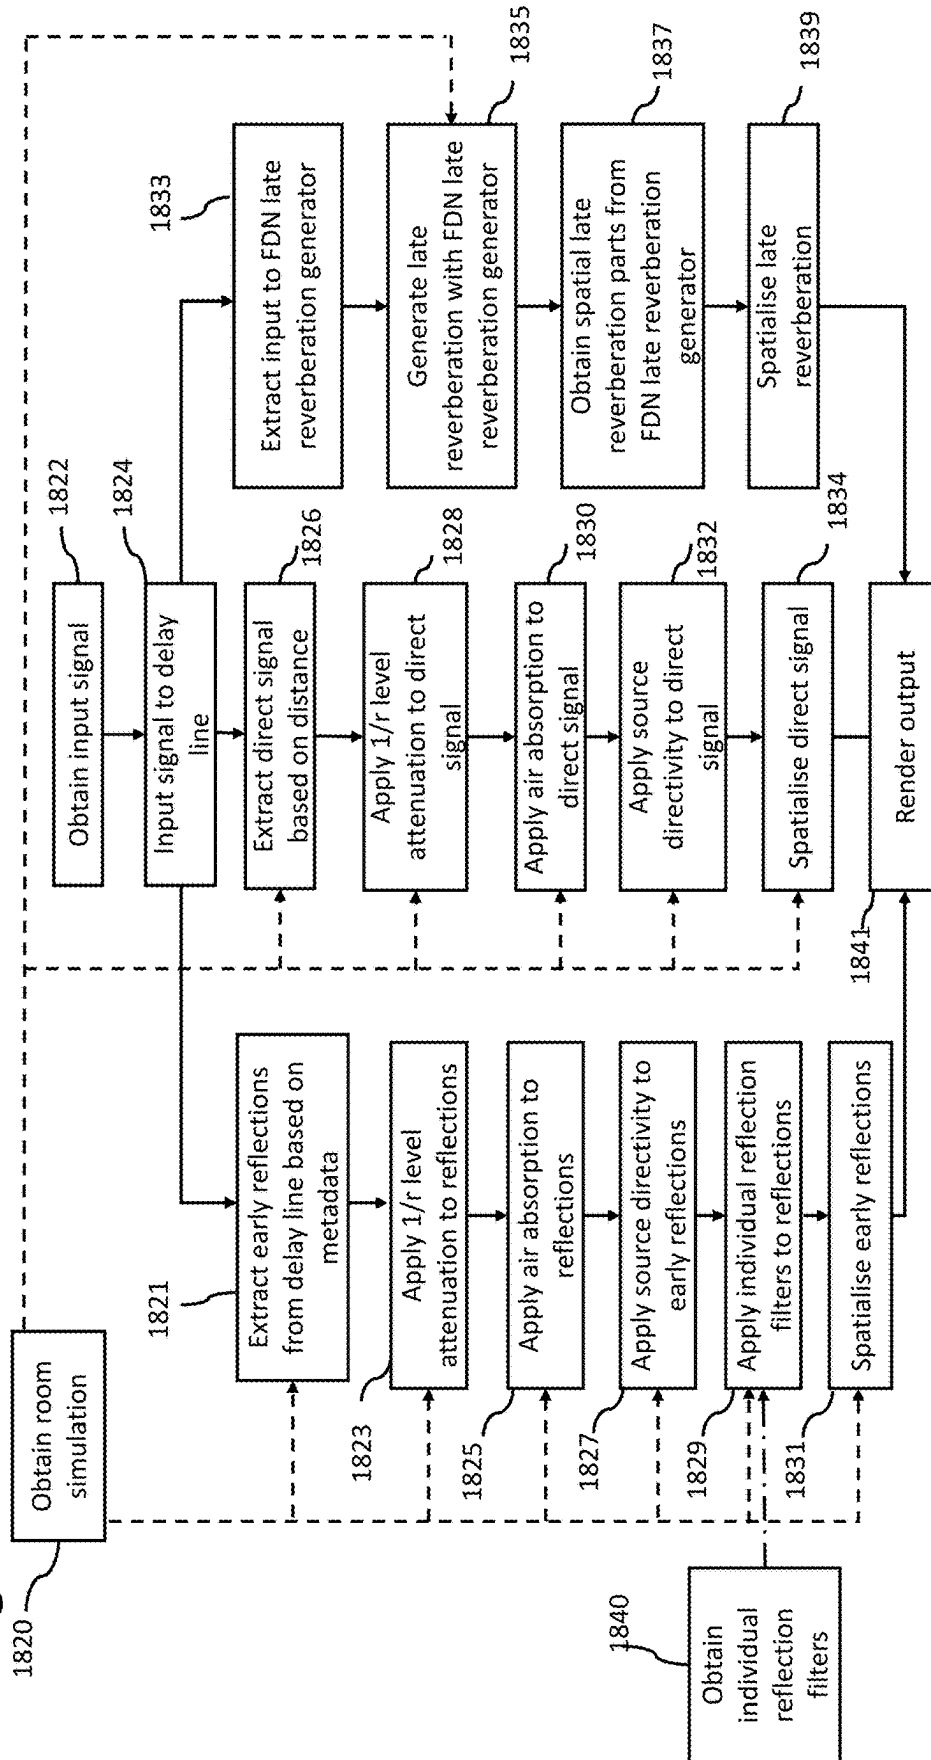 1820
Obtain room
simulation
1840
Obtain
individual
reflection
filters
1821
Extract early reflections
from delay line based on
metadata
1823
Apply 1/r level
attenuation to reflections
1825
Apply air absorption to
reflections
1827
Apply source directivity to
early reflections
1829
Apply individual reflection
filters to reflections
1831
Spatialise early reflections
Obtain input signal
1822
Input signal to delay
line
1824
Extract direct signal
based on distance
1826
Apply 1/r level
attenuation to direct
signal
1828
Apply air absorption to
direct signal
1830
Apply source
directivity to direct
signal
1832
Spatialise direct signal
1834
Render output
1841
1833
Extract input to FDN late
reverberation generator
Generate late
reverberation with FDN late
reverberation generator
1835
Obtain spatial late
reverberation parts from
FDN late reverberation
generator
1837
Spatialise late
reverberation
1839